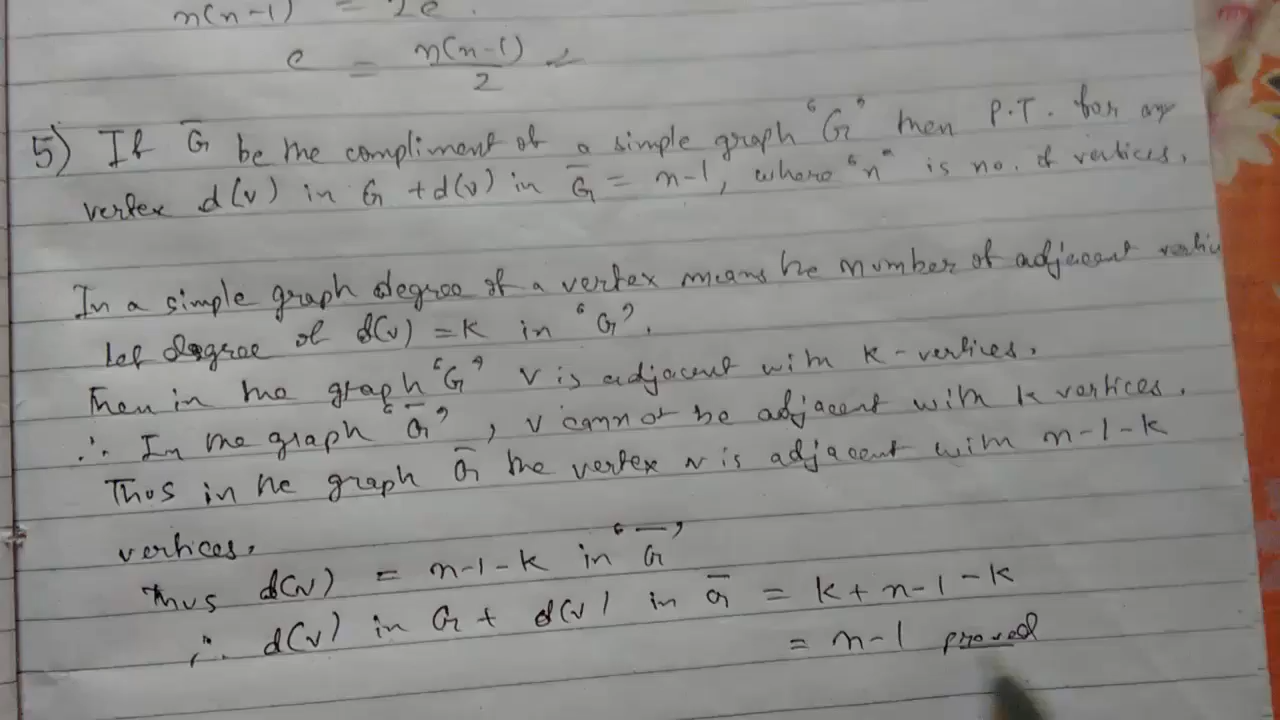 n(n-1) = 2e.
e = n(n-1)/2
5) If G̅ be the compliment of a simple graph "G" then P.T. for any
vertex d(v) in G + d(v) in G̅ = n-1, where "n" is no. of vertices.
In a simple graph degree of a vertex means the number of adjacent
Let degree of d(v) = k in "G".
Then in the graph "G" v is adjacent with k-vertices.
∴ In the graph "G̅", v cannot be adjacent with k vertices.
Thus in the graph G̅ the vertex v is adjacent with n-1-k
vertices.
Thus d(v) = n-1-k in "G̅"
∴ d(v) in G + d(v) in G̅ = k+n-1-k
= n-1 proved